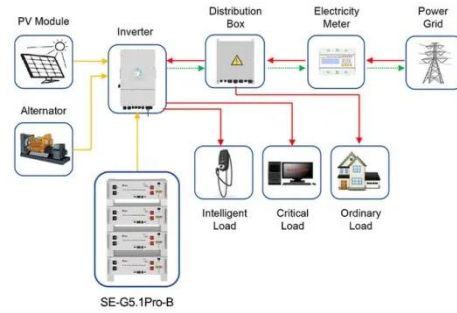 PV Module
Inverter
Distribution
Box
Electricity
Meter
Power
Grid
Alternator
Intelligent
Load
Critical
Load
Ordinary
Load
SE-G5.1Pro-B